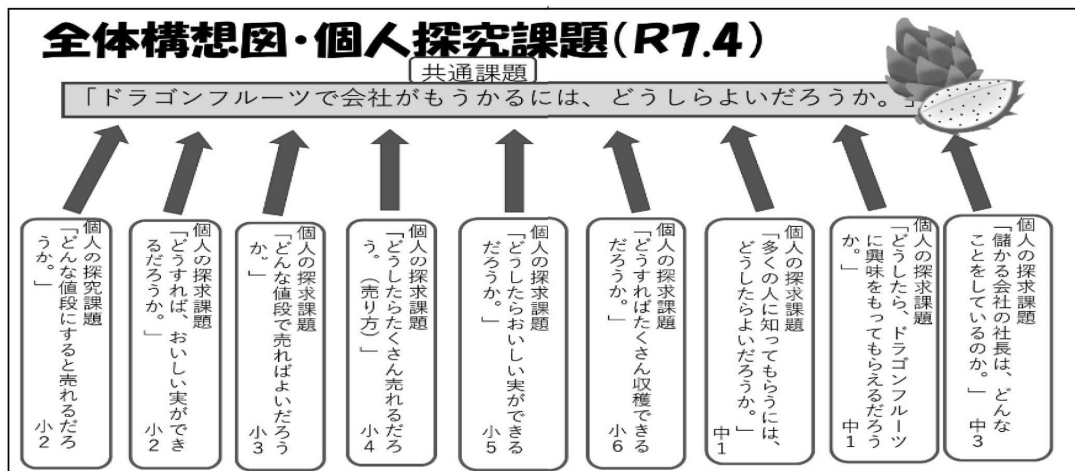 全体構想図・個人探究課題(R7.4)
共通課題
「ドラゴンフルーツで会社がもうかるには、どうしらよいだろうか。」
個人の探究課題
「どんな値段にすると売れるだろ
うか。」
小2
個人の探求課題
「どうすれば、おいしい実ができ
るだろうか。」
小2
個人の探求課題
「どんな値段で売ればよいだろう
か。」
小3
個人の探求課題
「どうしたらたくさん売れるだろ
う。(売り方)」
小4
個人の探求課題
「どうしたらおいしい実ができる
だろうか。」
小5
個人の探求課題
「どうすればたくさん収穫できる
だろうか。」
小6
個人の探求課題
「多くの人に知ってもらうには、
どうしたらよいだろうか。」
中1
個人の探求課題
「どうしたら、ドラゴンフルーツ
に興味をもってもらえるだろう
か。」
中1
個人の探求課題
「儲かる会社の社長は、どんな
ことをしているのか。」
中3